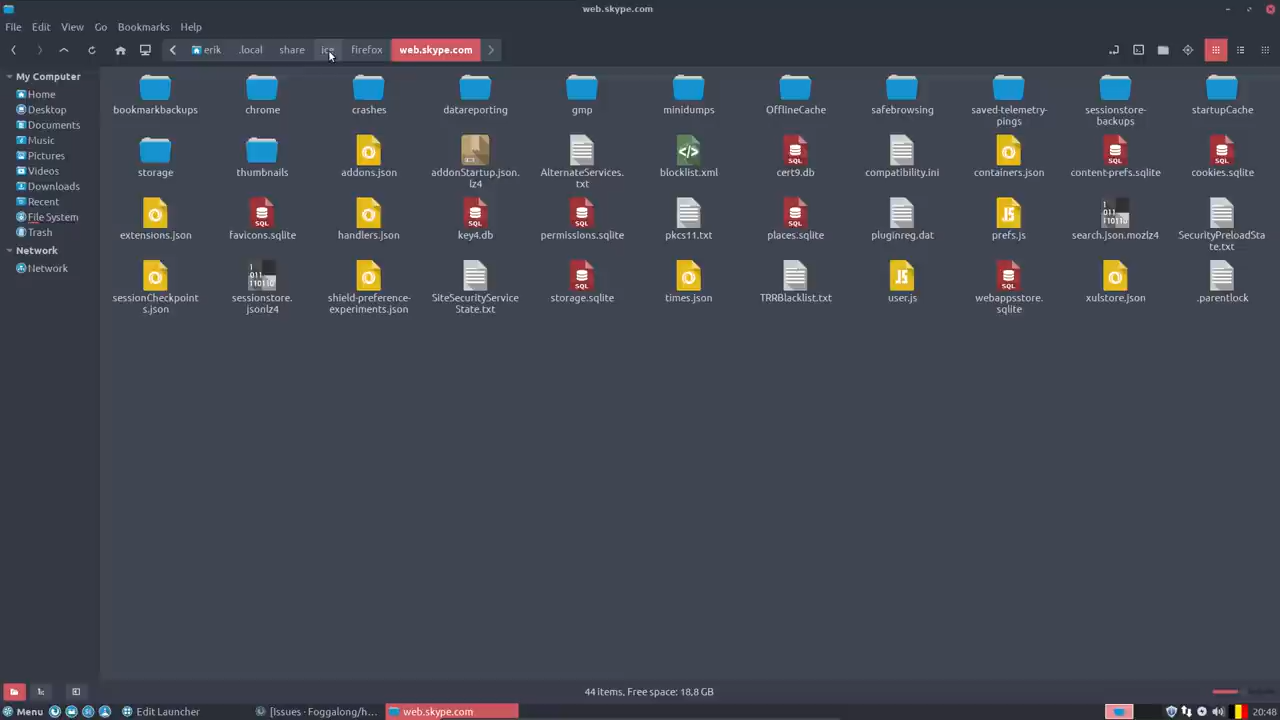 web.skype.com
File Edit View Go Bookmarks Help
erik .local share ice firefox web.skype.com
My Computer
Home
Desktop
Documents
Music
Pictures
Videos
Downloads
Recent
File System
Trash
Network
Network
bookmarkbackups chrome crashes datareporting gmp minidumps OfflineCache safebrowsing saved-telemetry- sessionstore- startupCache
pings backups
storage thumbnails addons.json addonStartup.json. AlternateServices. blocklist.xml cert9.db compatibility.ini containers.json content-prefs.sqlite cookies.sqlite
lz4 txt
extensions.json favicons.sqlite handlers.json key4.db permissions.sqlite pkcs11.txt places.sqlite pluginreg.dat prefs.js search.json.mozlz4 SecurityPreloadSta
te.txt
sessionCheckpoint sessionstore. shield-preference- SiteSecurityService storage.sqlite times.json TRRBlacklist.txt user.js webappsstore. xulstore.json .parentlock
s.json jsonlz4 experiments.json State.txt sqlite
44 items, Free space: 18,8 GB
Menu Edit Launcher [Issues · Foggalong/h... web.skype.com 20:48